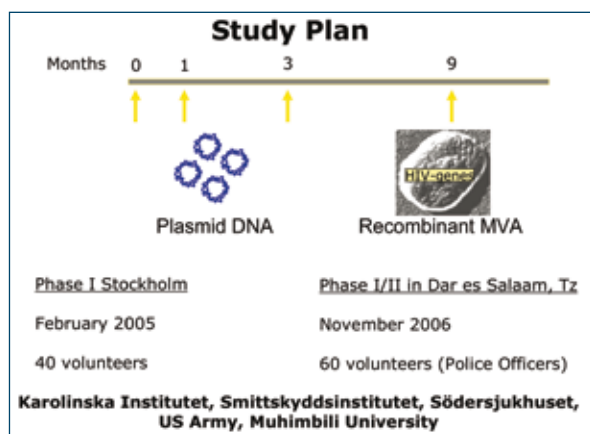 Study Plan
Months 0 1 3 9
HIV-genes
Plasmid DNA Recombinant MVA
Phase I Stockholm
February 2005
40 volunteers
Phase I/II in Dar es Salaam, Tz
November 2006
60 volunteers (Police Officers)
Karolinska Institutet, Smittskyddsinstitutet, Södersjukhuset,
US Army, Muhimbili University